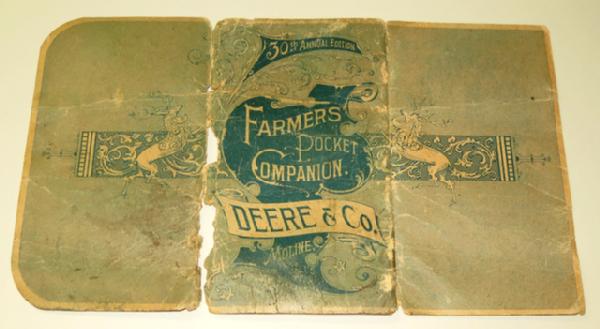 30TH ANNUAL EDITION
FARMERS
POCKET
COMPANION.
DEERE & CO.
MOLINE.